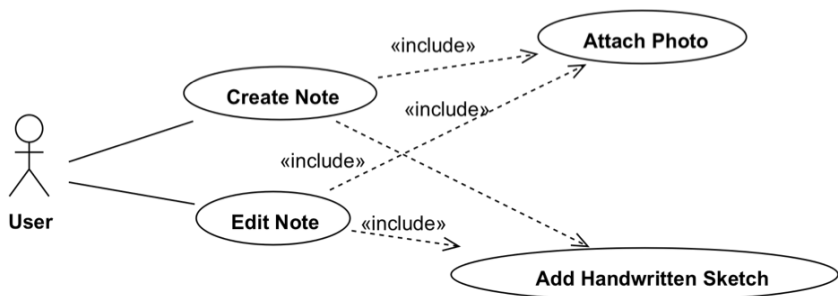 «include»
Attach Photo
Create Note
«include»
«include»
User
Edit Note
«include»
Add Handwritten Sketch